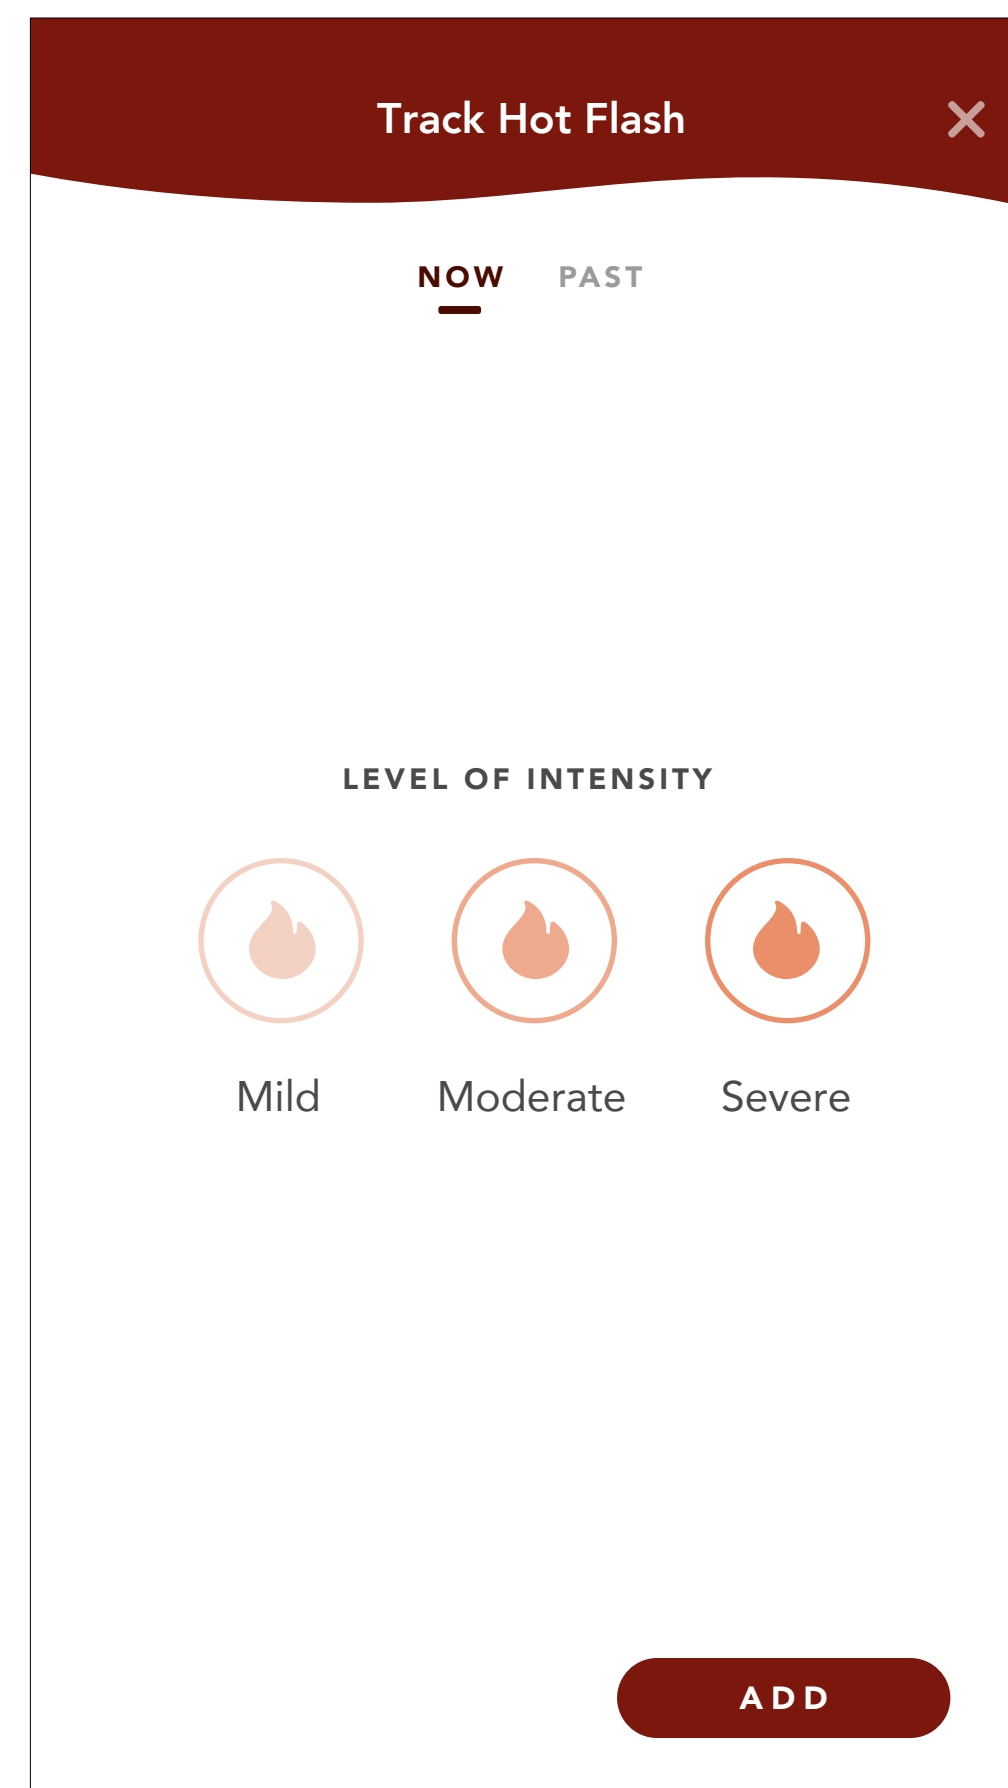 Track Hot Flash
NOW PAST
LEVEL OF INTENSITY
Mild Moderate Severe
ADD